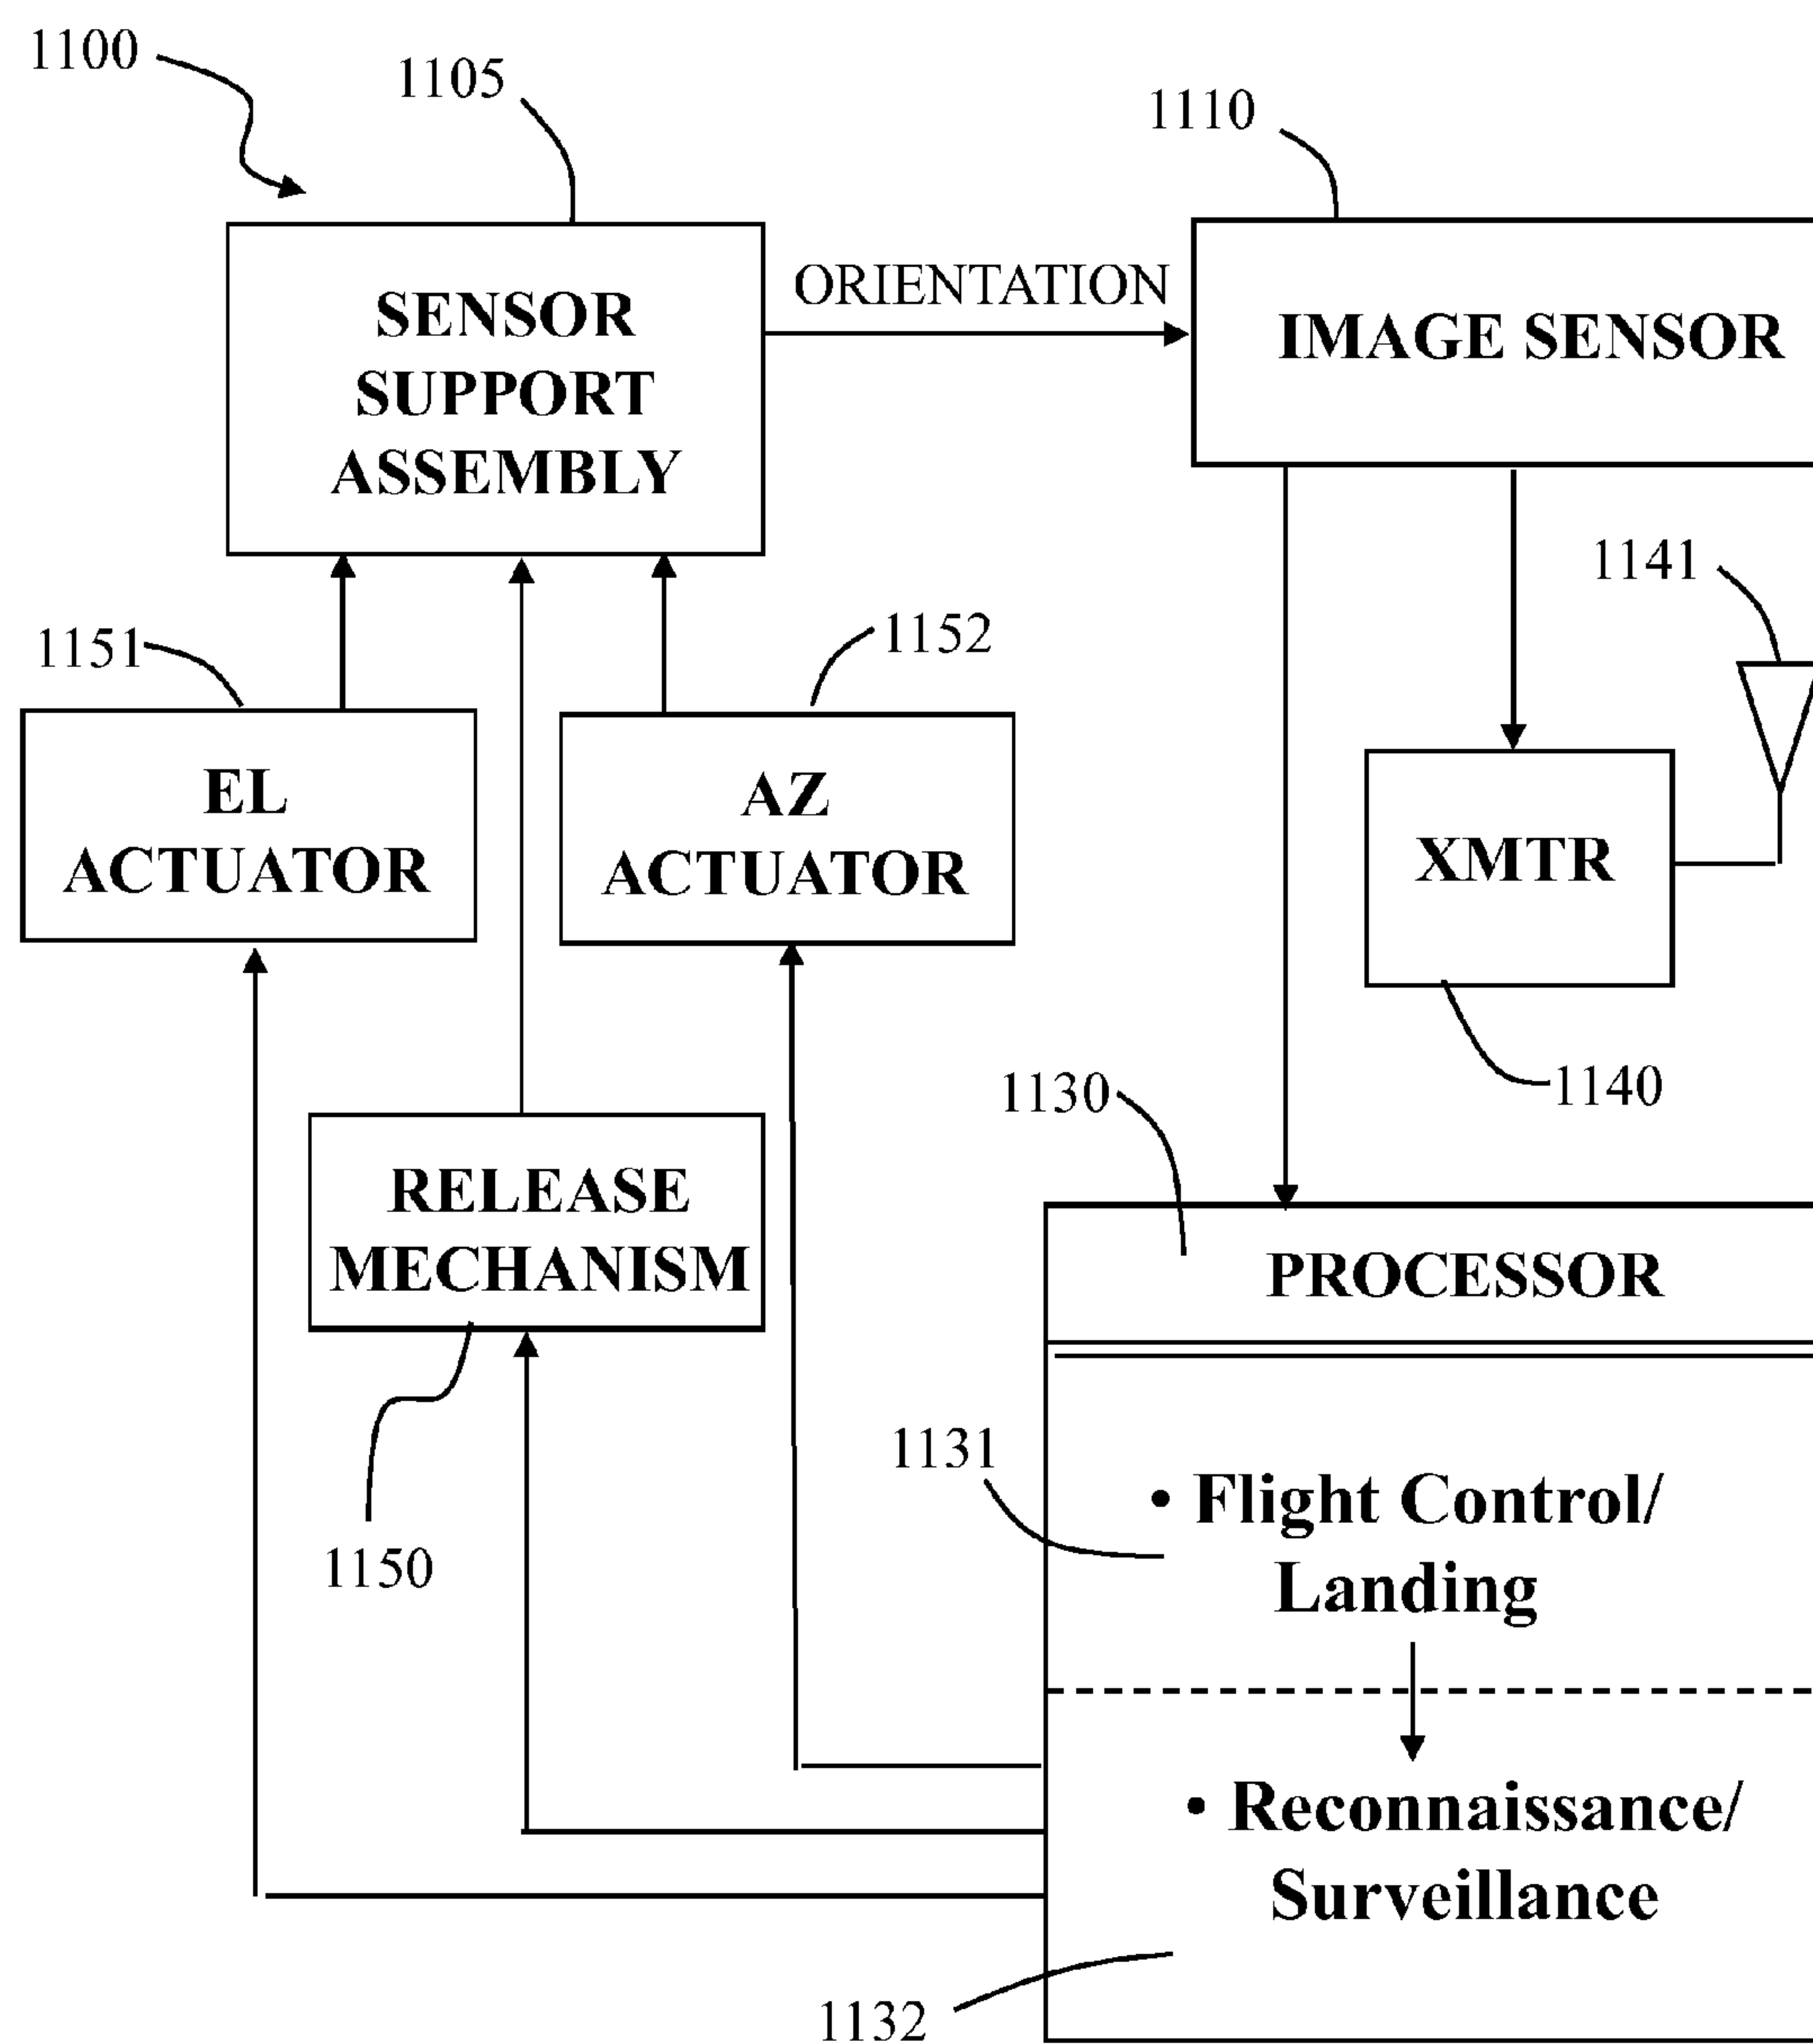 1100
1105
1110
SENSOR
SUPPORT
ASSEMBLY
ORIENTATION
IMAGE SENSOR
1141
1151
1152
EL
ACTUATOR
AZ
ACTUATOR
XMTR
1140
1130
RELEASE
MECHANISM
PROCESSOR
1150
1131
• Flight Control/
Landing
• Reconnaissance/
Surveillance
1132